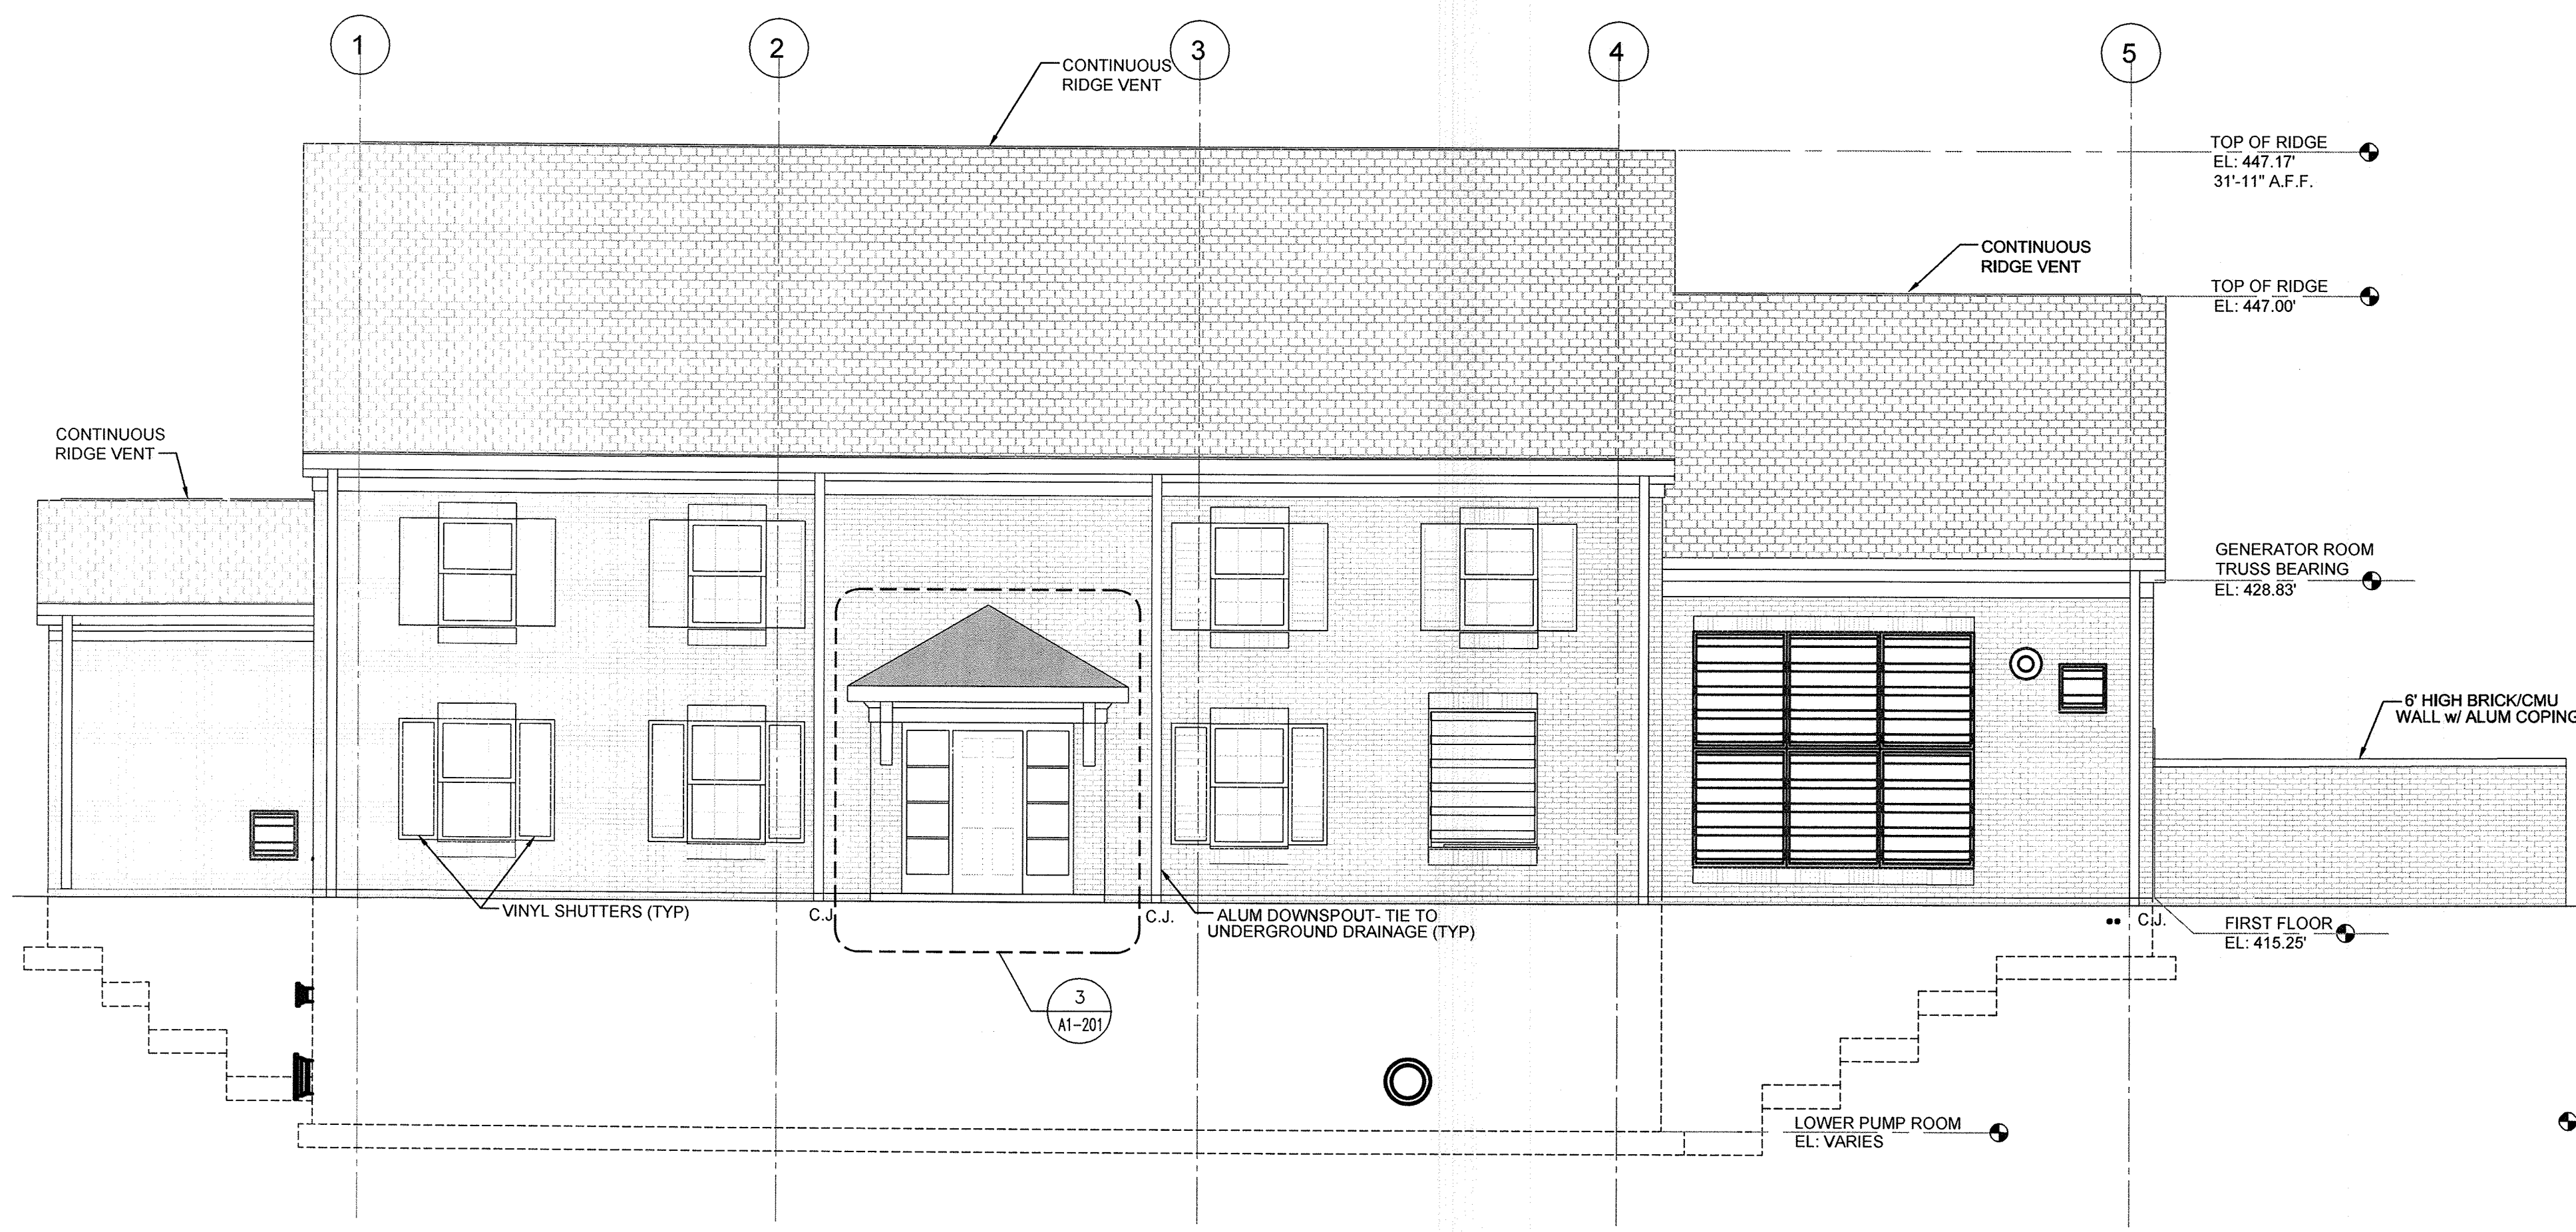 1
2
3
4
5
CONTINUOUS
RIDGE VENT
TOP OF RIDGE
EL: 447.17'
31'-11" A.F.F.
CONTINUOUS
RIDGE VENT
TOP OF RIDGE
EL: 447.00'
CONTINUOUS
RIDGE VENT
GENERATOR ROOM
TRUSS BEARING
EL: 428.83'
6' HIGH BRICK/CMU
WALL w/ ALUM COPING
VINYL SHUTTERS (TYP)
C.J.
C.J.
ALUM DOWNSPOUT- TIE TO
UNDERGROUND DRAINAGE (TYP)
C.J.
FIRST FLOOR
EL: 415.25'
3
A1-201
LOWER PUMP ROOM
EL: VARIES